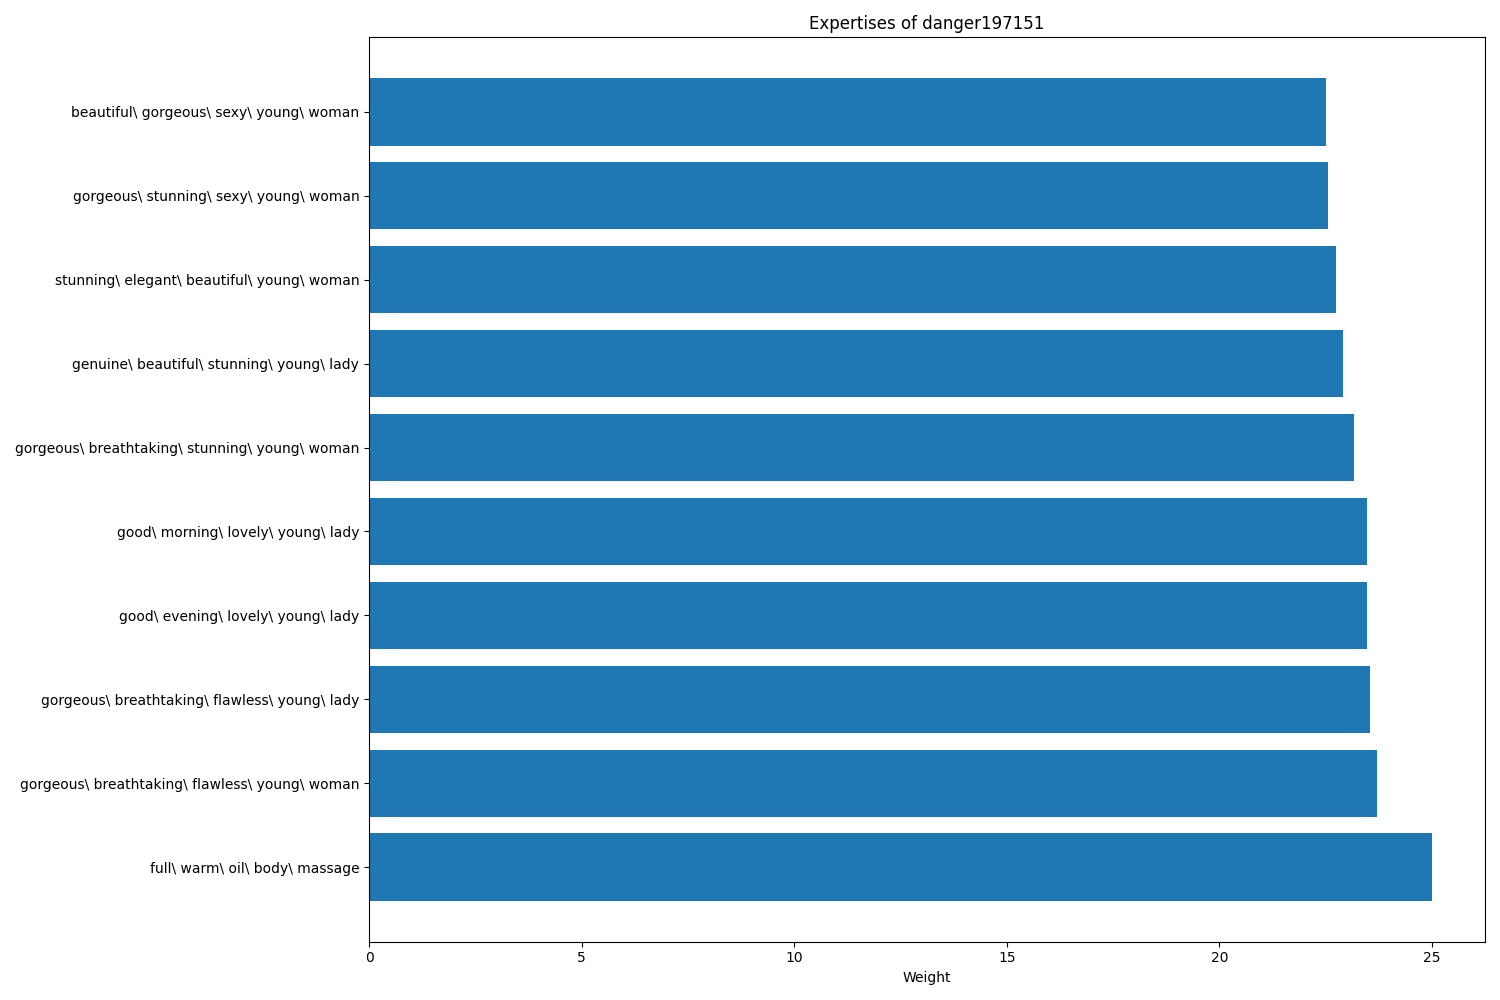 Expertises of danger197151
beautiful\ gorgeous\ sexy\ young\ woman
gorgeous\ stunning\ sexy\ young\ woman
stunning\ elegant\ beautiful\ young\ woman
genuine\ beautiful\ stunning\ young\ lady
gorgeous\ breathtaking\ stunning\ young\ woman
good\ morning\ lovely\ young\ lady
good\ evening\ lovely\ young\ lady
gorgeous\ breathtaking\ flawless\ young\ lady
gorgeous\ breathtaking\ flawless\ young\ woman
full\ warm\ oil\ body\ massage
0 5 10 15 20 25
Weight